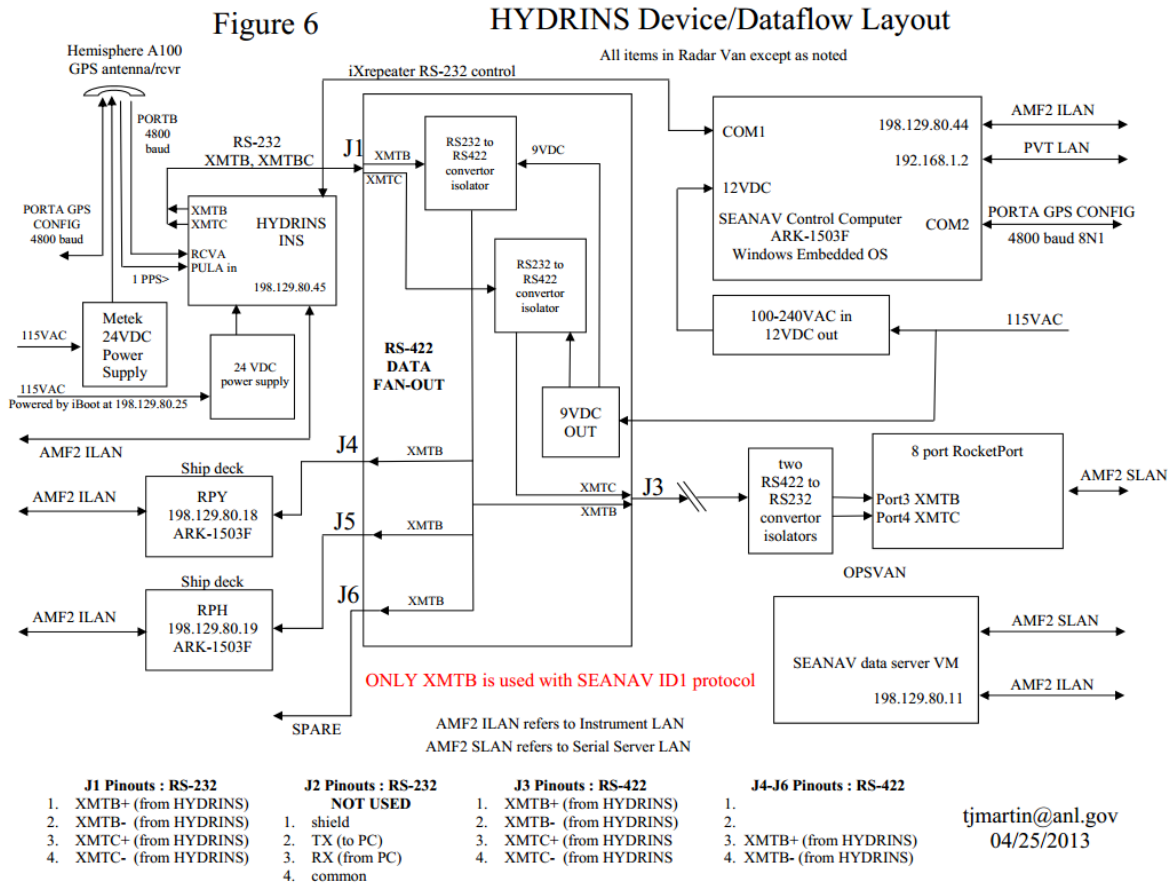 Figure 6
HYDRINS Device/Dataflow Layout
All items in Radar Van except as noted
Hemisphere A100
GPS antenna/rcvr
iXrepeater RS-232 control
PORTB
4800
baud
RS-232
XMTB, XMTBC
J1
XMTB
XMTC
RS232 to
RS422
convertor
isolator
9VDC
COM1
198.129.80.44
AMF2 ILAN
192.168.1.2
PVT LAN
12VDC
SEANAV Control Computer
ARK-1503F
Windows Embedded OS
COM2
PORTA GPS CONFIG
4800 baud 8N1
PORTA GPS
CONFIG
4800 baud
XMTB
XMTC
HYDRINS
INS
RCVA
PULA in
1 PPS>
198.129.80.45
RS232 to
RS422
convertor
isolator
Metek
24VDC
Power
Supply
115VAC
115VAC
Powered by iBoot at 198.129.80.25
24 VDC
power supply
RS-422
DATA
FAN-OUT
100-240VAC in
12VDC out
115VAC
9VDC
OUT
AMF2 ILAN
J4
XMTB
Ship deck
RPY
198.129.80.18
ARK-1503F
AMF2 ILAN
XMTC
XMTB
J3
two
RS422 to
RS232
convertor
isolators
8 port RocketPort
Port3 XMTB
Port4 XMTC
AMF2 SLAN
J5
XMTB
OPSVAN
Ship deck
RPH
198.129.80.19
ARK-1503F
AMF2 ILAN
J6
XMTB
SEANAV data server VM
198.129.80.11
AMF2 SLAN
AMF2 ILAN
ONLY XMTB is used with SEANAV ID1 protocol
SPARE
AMF2 ILAN refers to Instrument LAN
AMF2 SLAN refers to Serial Server LAN
J1 Pinouts : RS-232
1. XMTB+ (from HYDRINS)
2. XMTB- (from HYDRINS)
3. XMTC+ (from HYDRINS)
4. XMTC- (from HYDRINS)
J2 Pinouts : RS-232
NOT USED
1. shield
2. TX (to PC)
3. RX (from PC)
4. common
J3 Pinouts : RS-422
1. XMTB+ (from HYDRINS)
2. XMTB- (from HYDRINS)
3. XMTC+ (from HYDRINS
4. XMTC- (from HYDRINS
J4-J6 Pinouts : RS-422
1.
2.
3. XMTB+ (from HYDRINS)
4. XMTB- (from HYDRINS)
tjmartin@anl.gov
04/25/2013